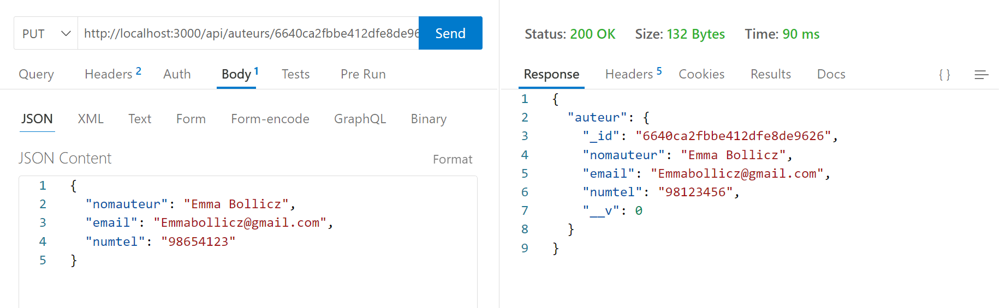 PUT http://localhost:3000/api/auteurs/6640ca2fbbe412dfe8de96 Send
Query Headers 2 Auth Body 1 Tests Pre Run
JSON XML Text Form Form-encode GraphQL Binary
JSON Content Format
1 {
2 "nomauteur": "Emma Bollicz",
3 "email": "Emmabollicz@gmail.com",
4 "numtel": "98654123"
5 }
Status: 200 OK Size: 132 Bytes Time: 90 ms
Response Headers 5 Cookies Results Docs { }
1 {
2 "auteur": {
3 "_id": "6640ca2fbbe412dfe8de9626",
4 "nomauteur": "Emma Bollicz",
5 "email": "Emmabollicz@gmail.com",
6 "numtel": "98123456",
7 "__v": 0
8 }
9 }